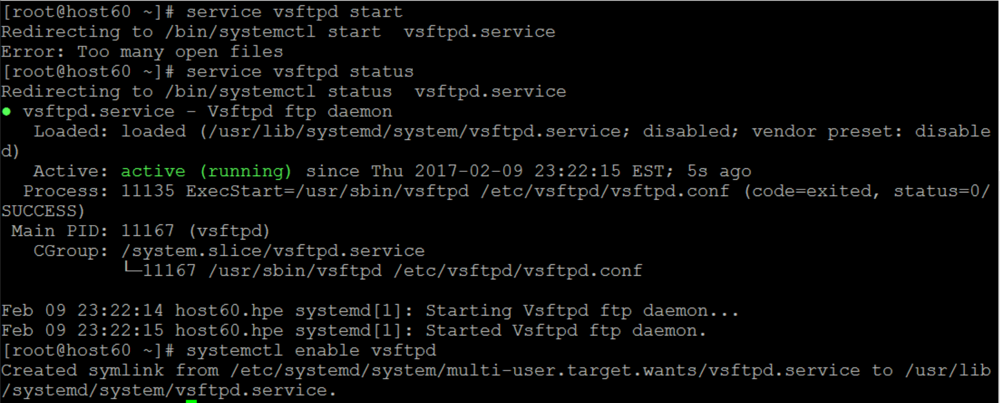 [root@host60 ~]# service vsftpd start
Redirecting to /bin/systemctl start  vsftpd.service
Error: Too many open files
[root@host60 ~]# service vsftpd status
Redirecting to /bin/systemctl status  vsftpd.service
● vsftpd.service - Vsftpd ftp daemon
   Loaded: loaded (/usr/lib/systemd/system/vsftpd.service; disabled; vendor preset: disable
d)
   Active: active (running) since Thu 2017-02-09 23:22:15 EST; 5s ago
  Process: 11135 ExecStart=/usr/sbin/vsftpd /etc/vsftpd/vsftpd.conf (code=exited, status=0/
SUCCESS)
 Main PID: 11167 (vsftpd)
   CGroup: /system.slice/vsftpd.service
           └─11167 /usr/sbin/vsftpd /etc/vsftpd/vsftpd.conf

Feb 09 23:22:14 host60.hpe systemd[1]: Starting Vsftpd ftp daemon...
Feb 09 23:22:15 host60.hpe systemd[1]: Started Vsftpd ftp daemon.
[root@host60 ~]# systemctl enable vsftpd
Created symlink from /etc/systemd/system/multi-user.target.wants/vsftpd.service to /usr/lib
/systemd/system/vsftpd.service.